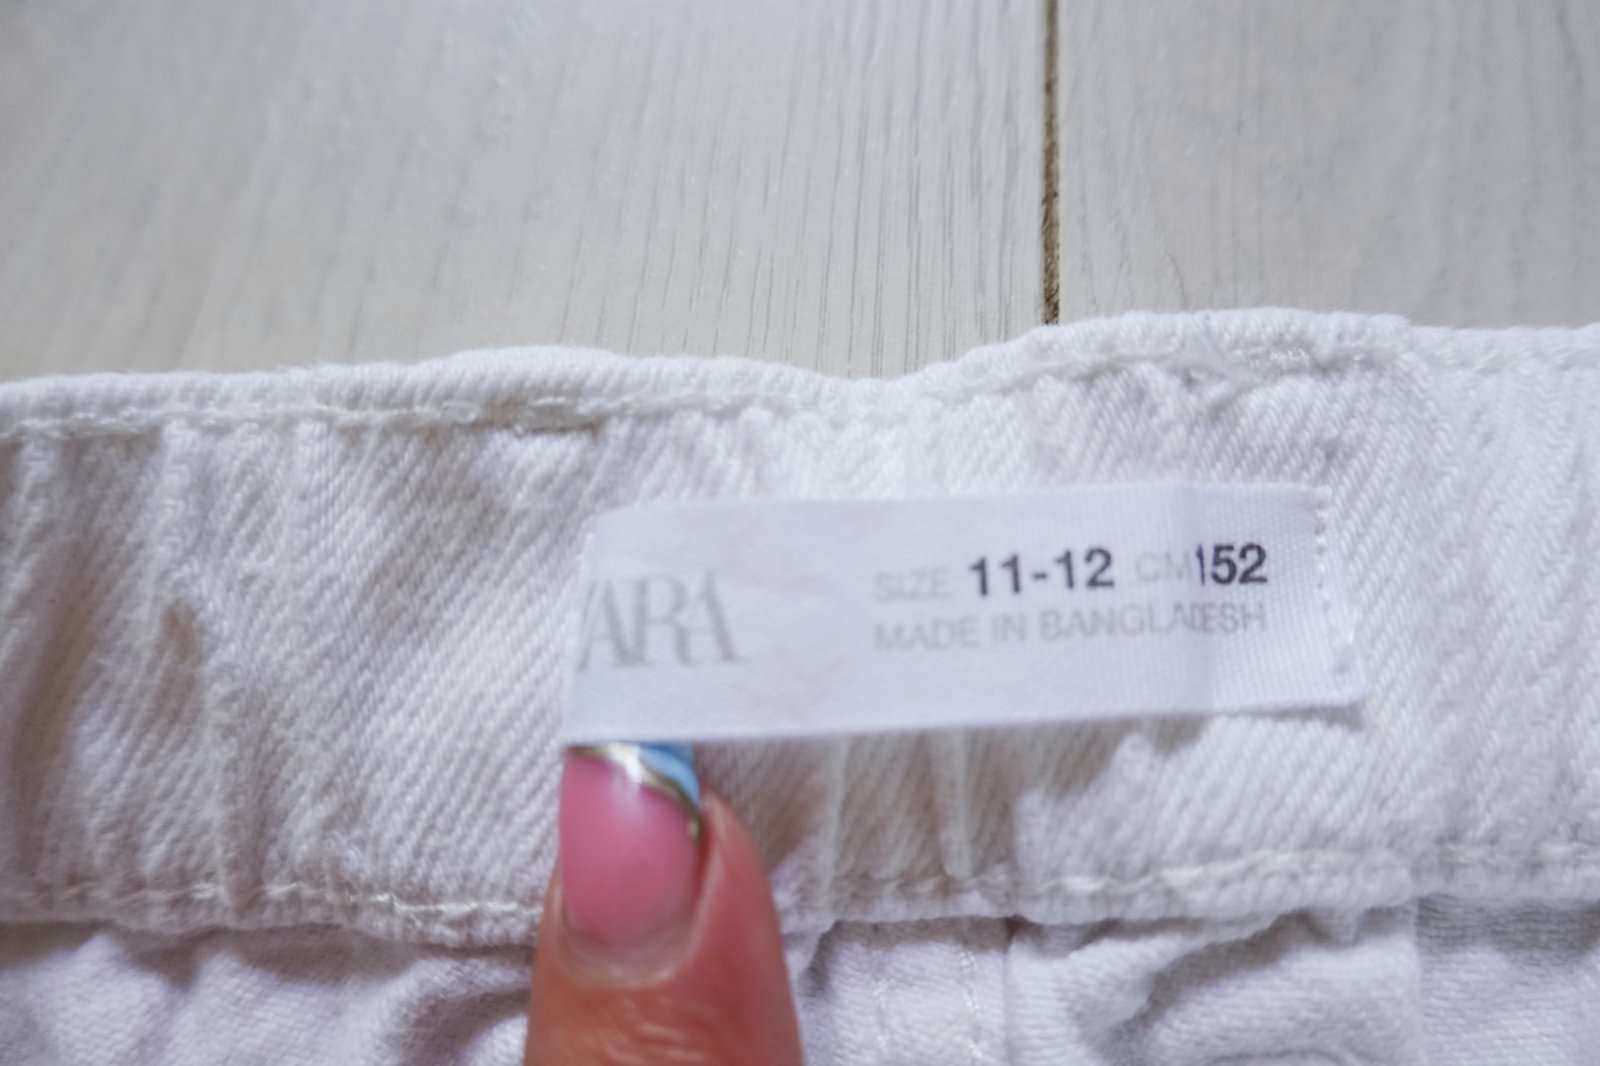 ZARA
SIZE 11-12 CM 152
MADE IN BANGLADESH